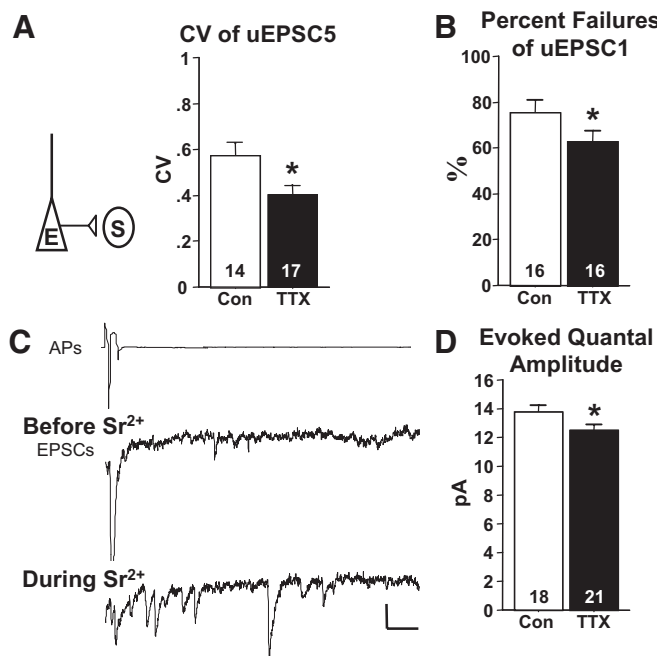 A
CV of uEPSC5
1
.8
.6
.4
.2
0
CV
*
14
17
Con
TTX
E
S
B
Percent Failures
of uEPSC1
100
80
60
40
20
0
%
*
16
16
Con
TTX
C
APs
Before Sr²⁺
EPSCs
During Sr²⁺
D
Evoked Quantal
Amplitude
16
14
12
10
8
6
4
2
0
pA
*
18
21
Con
TTX